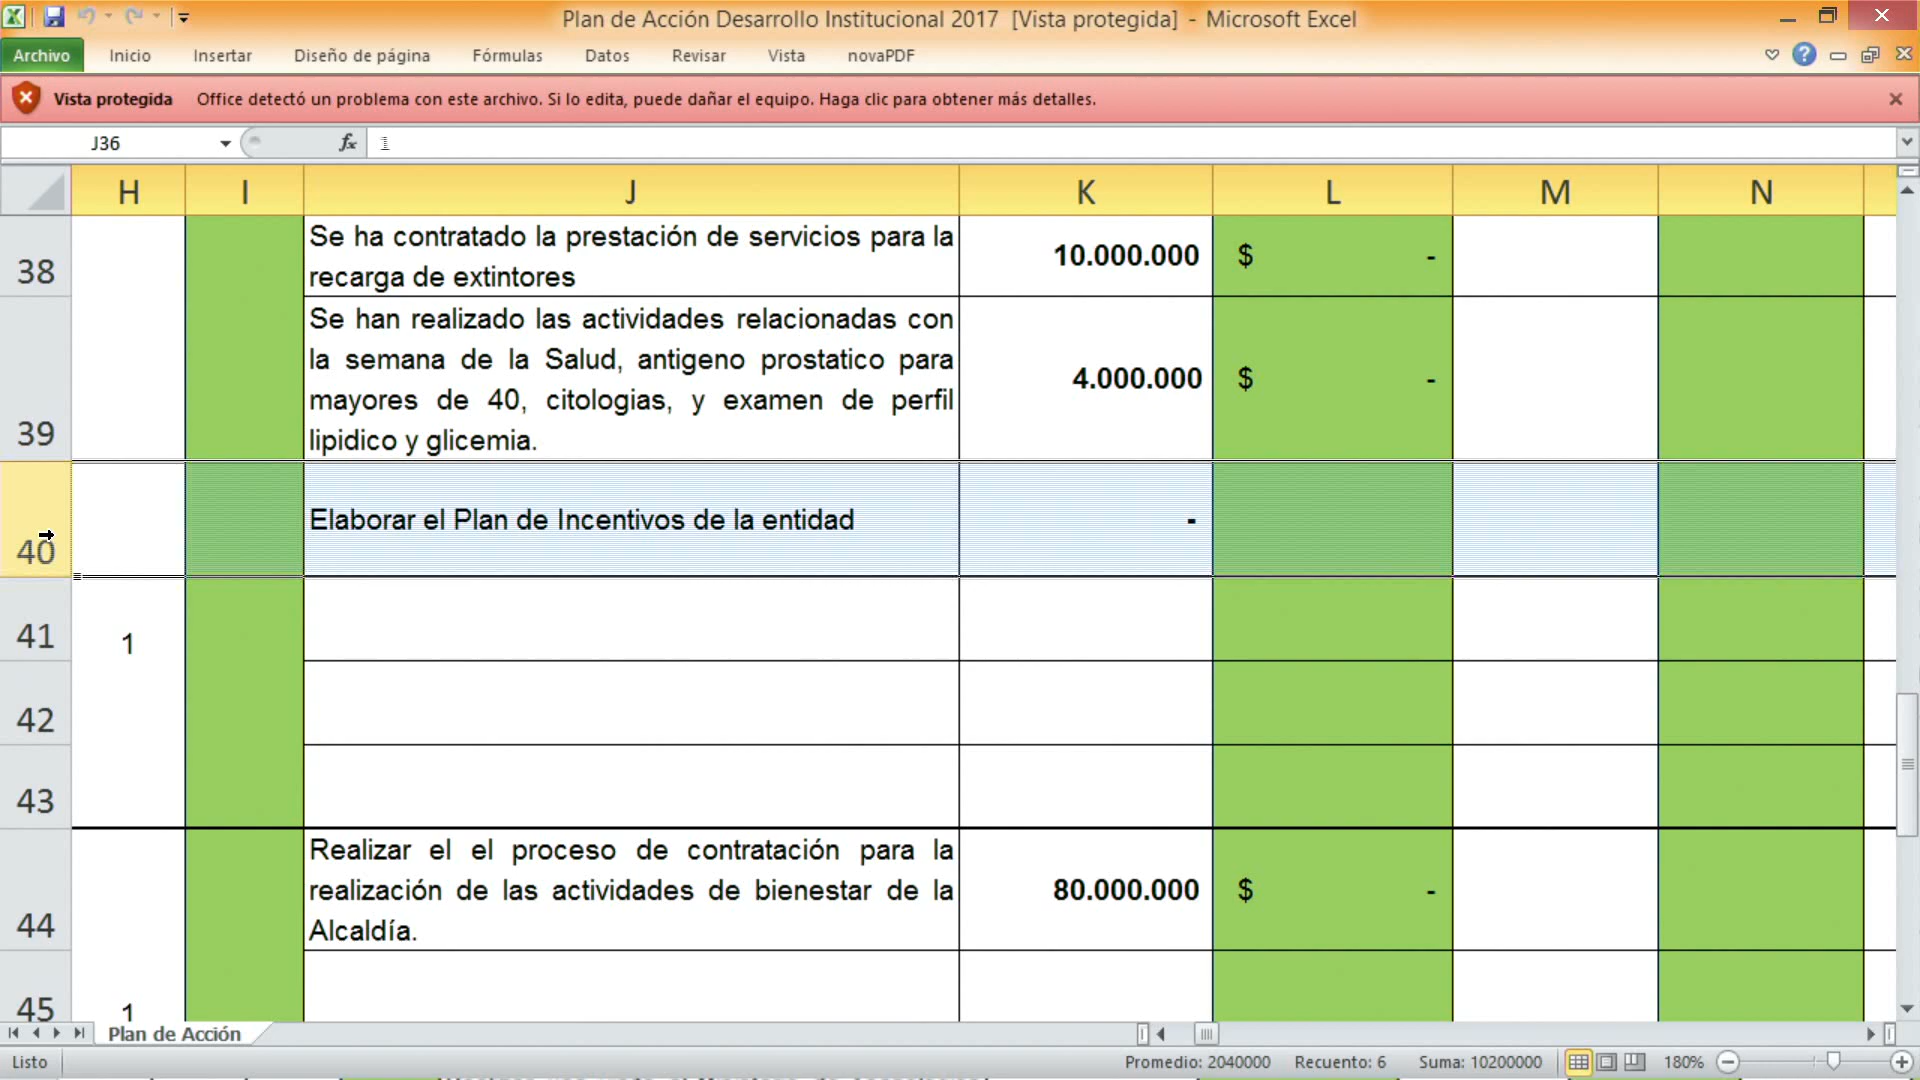 Plan de Acción Desarrollo Institucional 2017 [Vista protegida] - Microsoft Excel
Archivo Inicio Insertar Diseño de página Fórmulas Datos Revisar Vista novaPDF
Vista protegida Office detectó un problema con este archivo. Si lo edita, puede dañar el equipo. Haga clic para obtener más detalles.
J36 fx
H I J K L M N
38 Se ha contratado la prestación de servicios para la 10.000.000 $ -
recarga de extintores
39 Se han realizado las actividades relacionadas con 4.000.000 $ -
la semana de la Salud, antigeno prostatico para
mayores de 40, citologias, y examen de perfil
lipidico y glicemia.
40 Elaborar el Plan de Incentivos de la entidad -
41 1
42
43
44 Realizar el el proceso de contratación para la 80.000.000 $ -
realización de las actividades de bienestar de la
Alcaldía.
45 1
Plan de Acción
Listo Promedio: 2040000 Recuento: 6 Suma: 10200000 180%